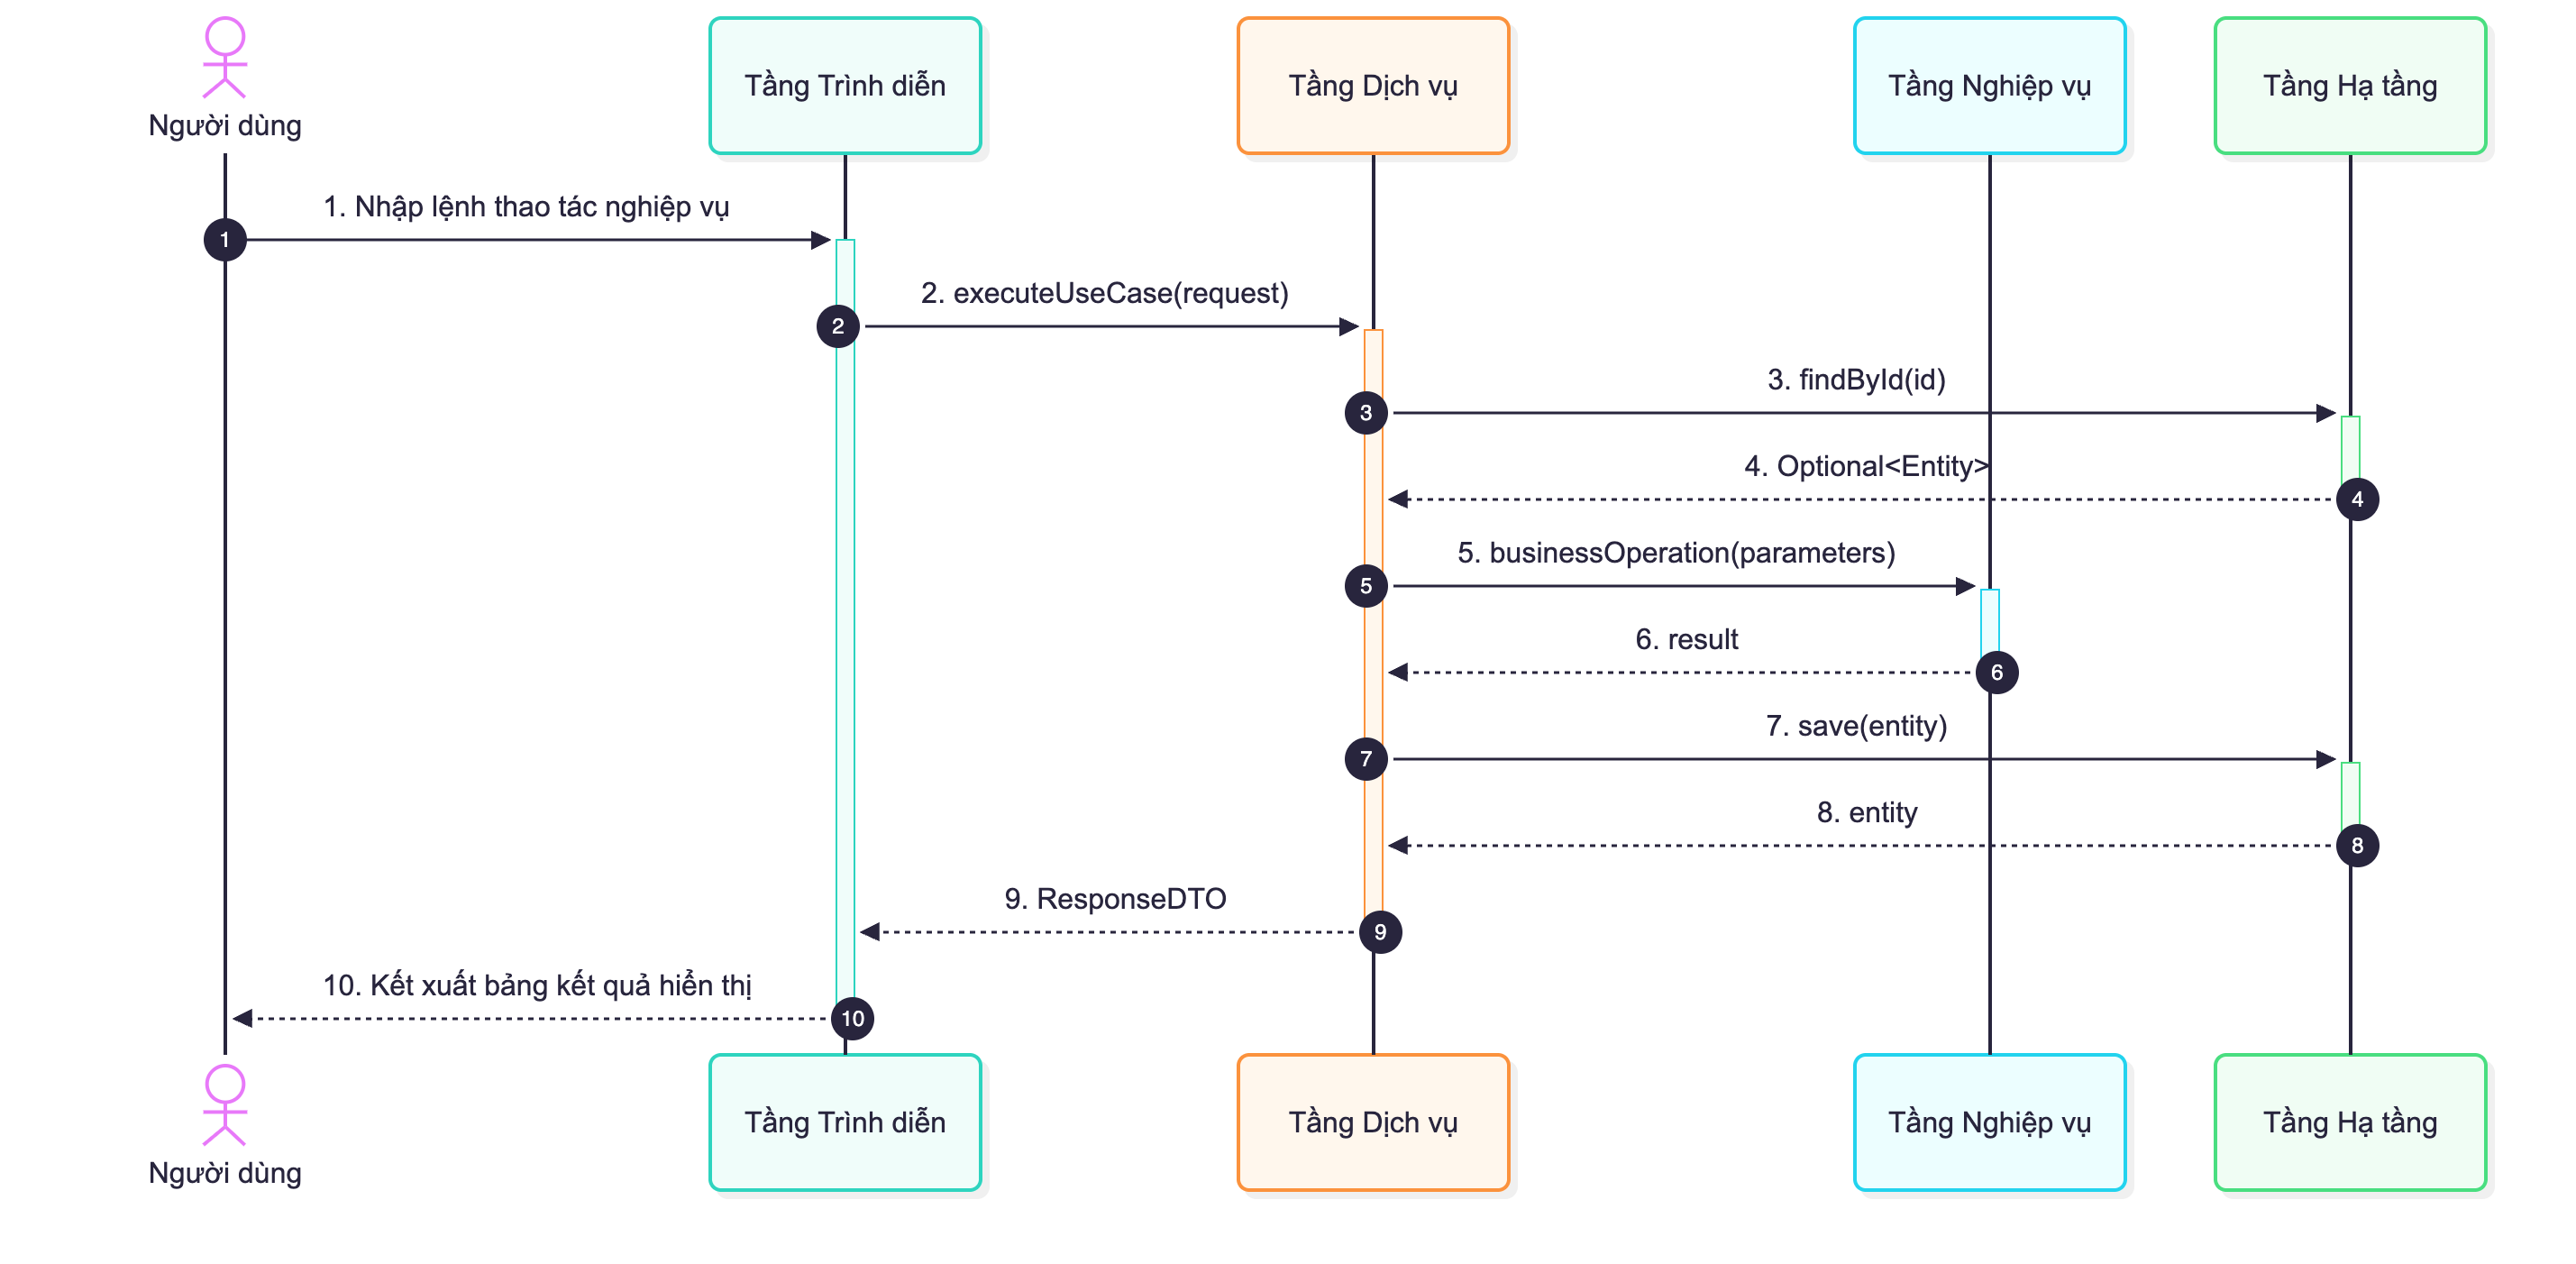 Người dùng
Tầng Trình diễn
Tầng Dịch vụ
Tầng Nghiệp vụ
Tầng Hạ tầng
1. Nhập lệnh thao tác nghiệp vụ
1
2. executeUseCase(request)
2
3. findById(id)
3
4. Optional<Entity>
4
5. businessOperation(parameters)
5
6. result
6
7. save(entity)
7
8. entity
8
9. ResponseDTO
9
10. Kết xuất bảng kết quả hiển thị
10
Người dùng
Tầng Trình diễn
Tầng Dịch vụ
Tầng Nghiệp vụ
Tầng Hạ tầng